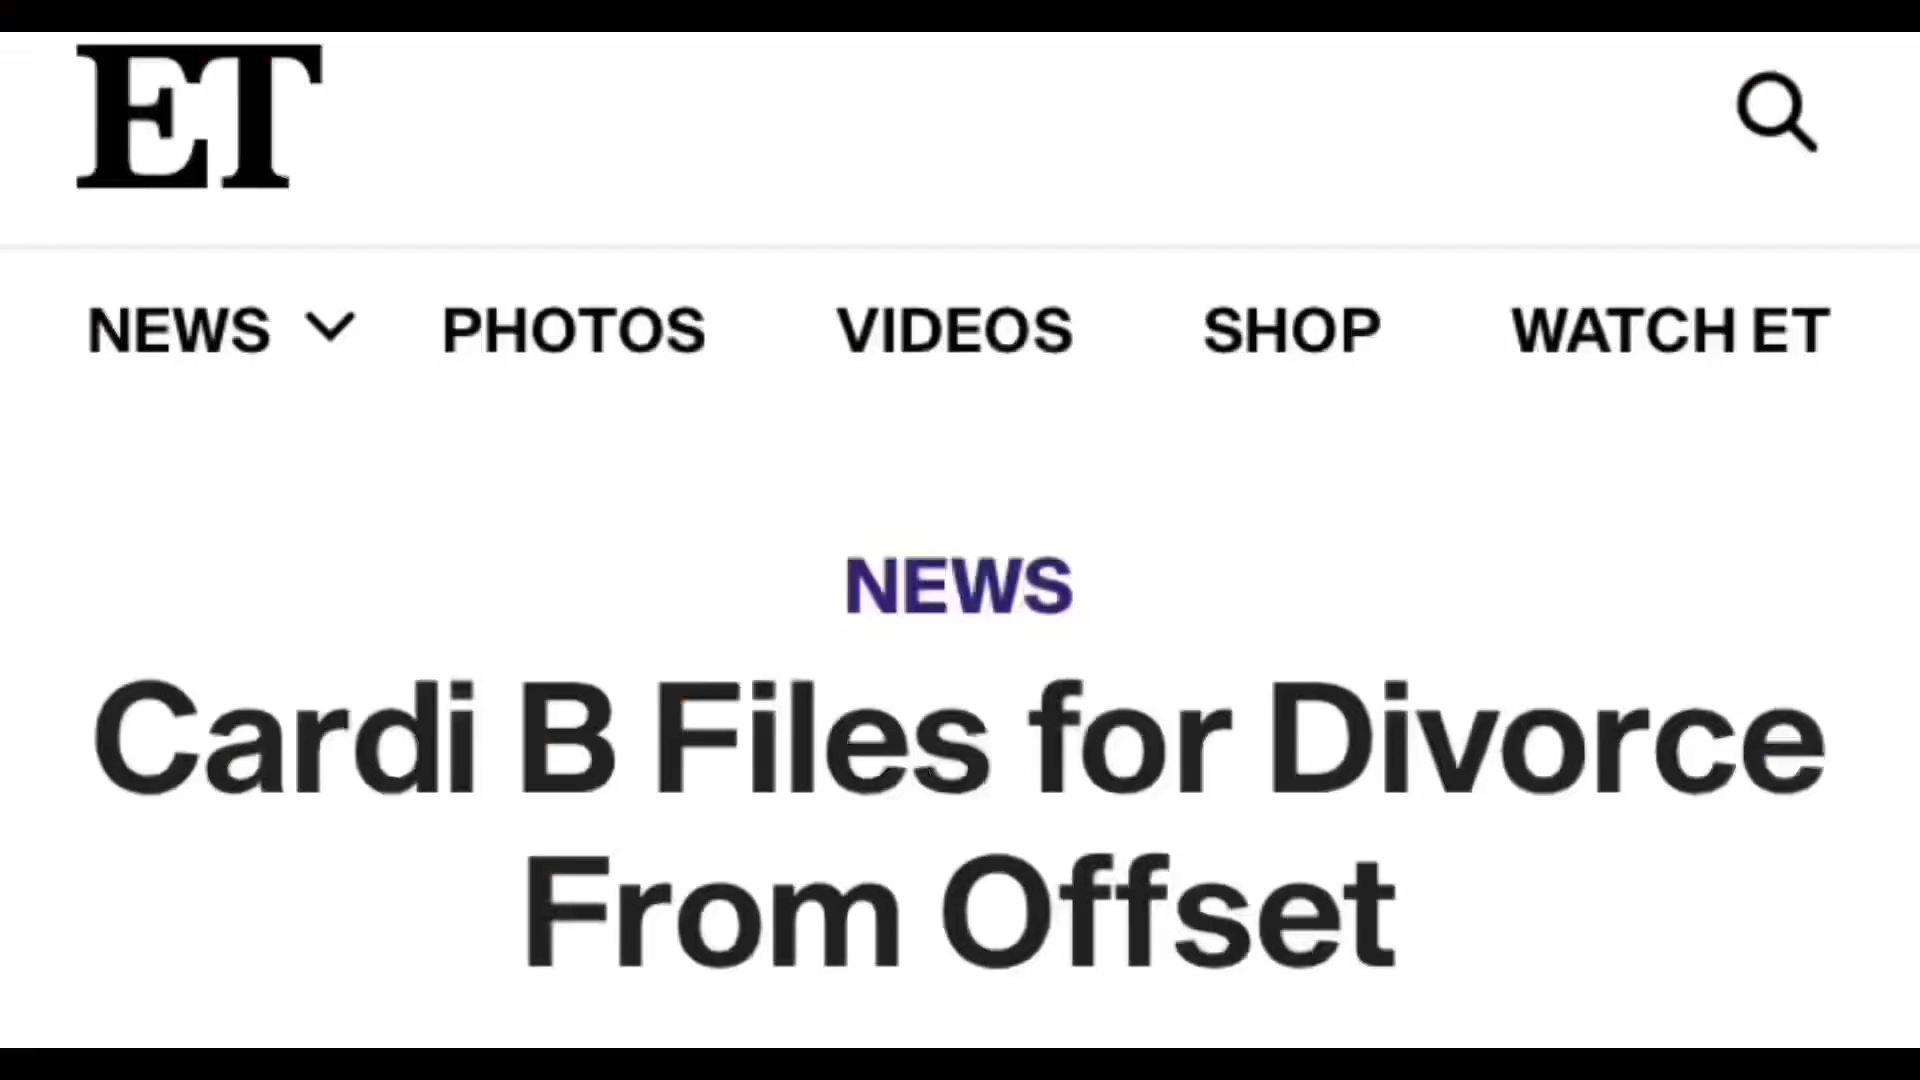 ET
NEWS PHOTOS VIDEOS SHOP WATCH ET
NEWS
Cardi B Files for Divorce
From Offset